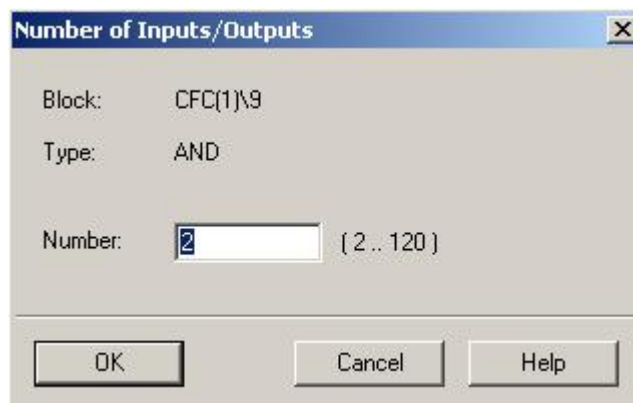 Number of Inputs/Outputs
Block: CFC(1)\9
Type: AND
Number: 2 ( 2 .. 120 )
OK Cancel Help